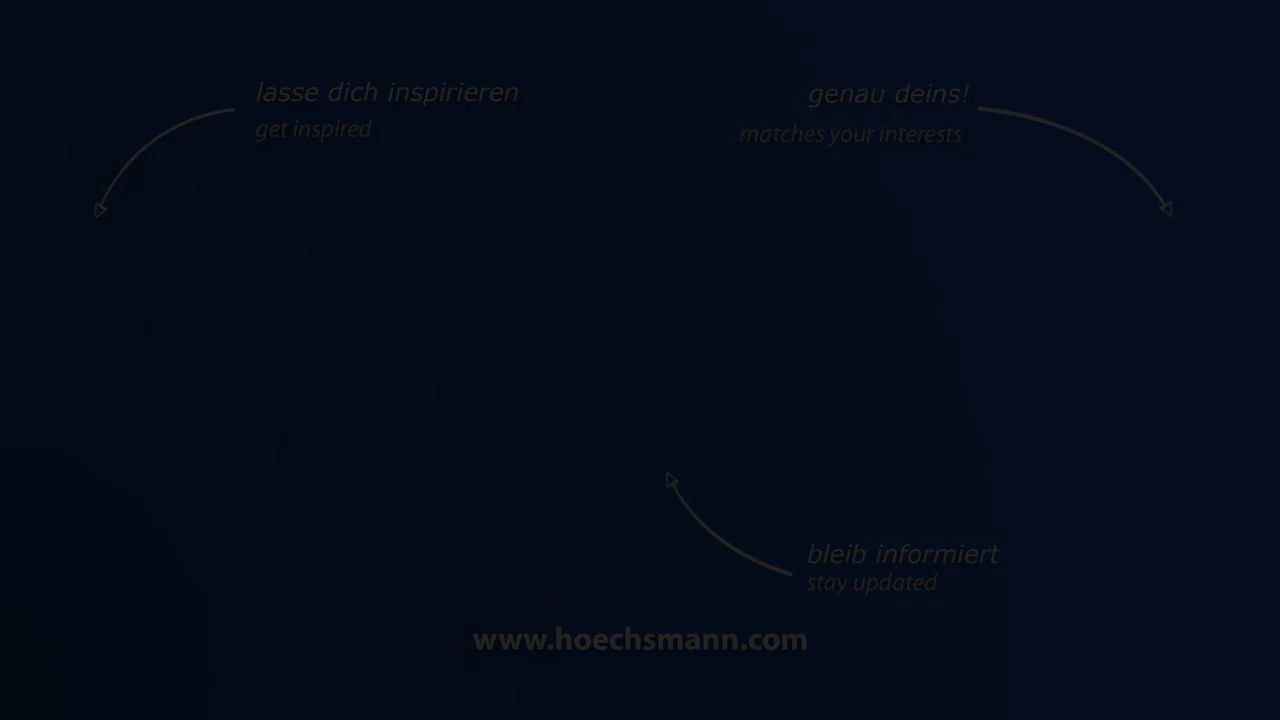 lasse dich inspirieren
get inspired
genau deins!
matches your interests
bleib informiert
stay updated
www.hoechsmann.com